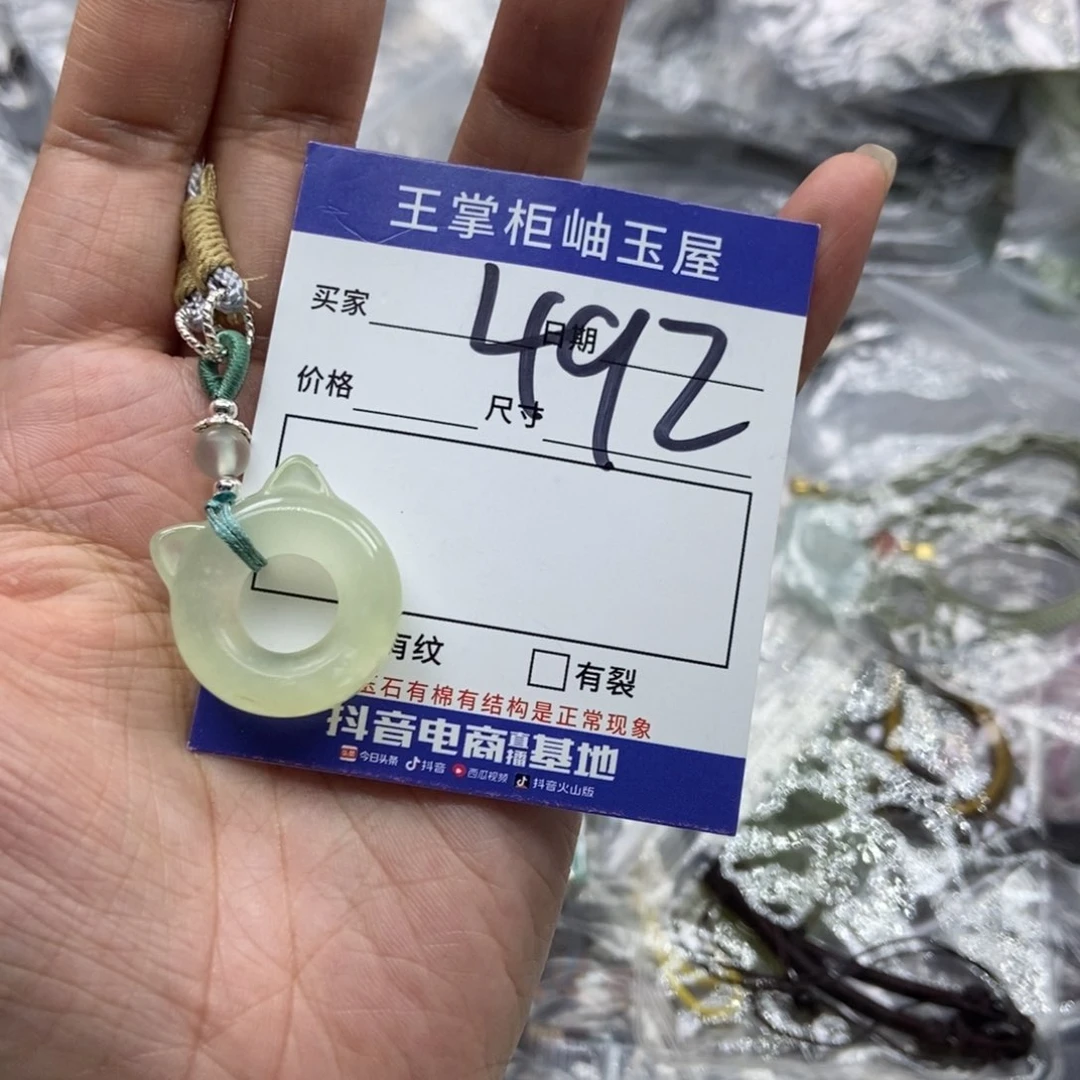 王掌柜岫玉屋
买家 日期
492
价格 尺寸
有纹 有裂
玉石有棉有结构是正常现象
抖音电商直播基地
今日头条 抖音 西瓜视频 抖音火山版